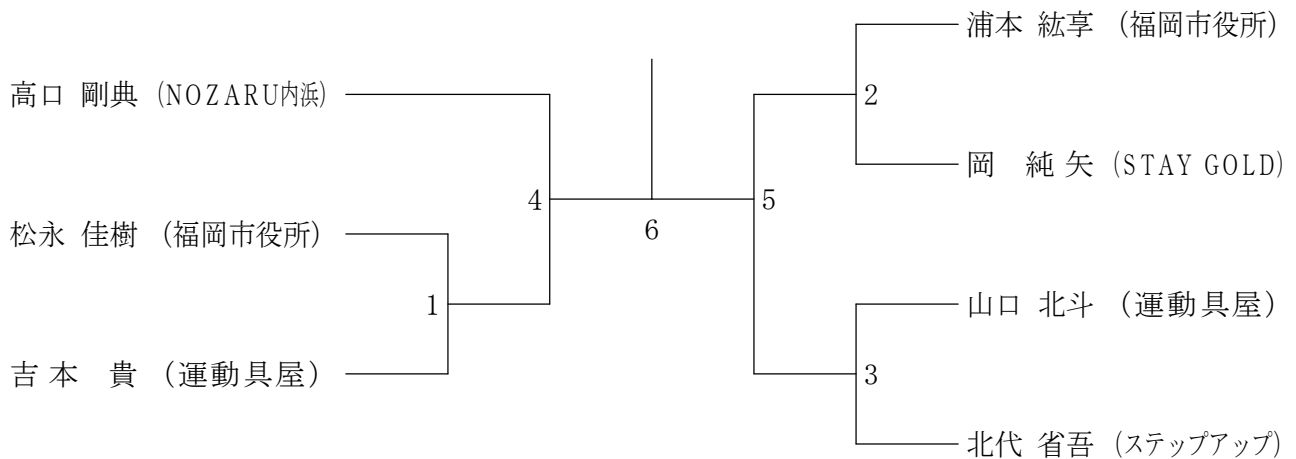 高口 剛典 (NOZARU内浜)
4
松永 佳樹 (福岡市役所)
1
吉本 貴 (運動具屋)
6
浦本 紘享 (福岡市役所)
2
岡 純矢 (STAY GOLD)
5
山口 北斗 (運動具屋)
3
北代 省吾 (ステップアップ)